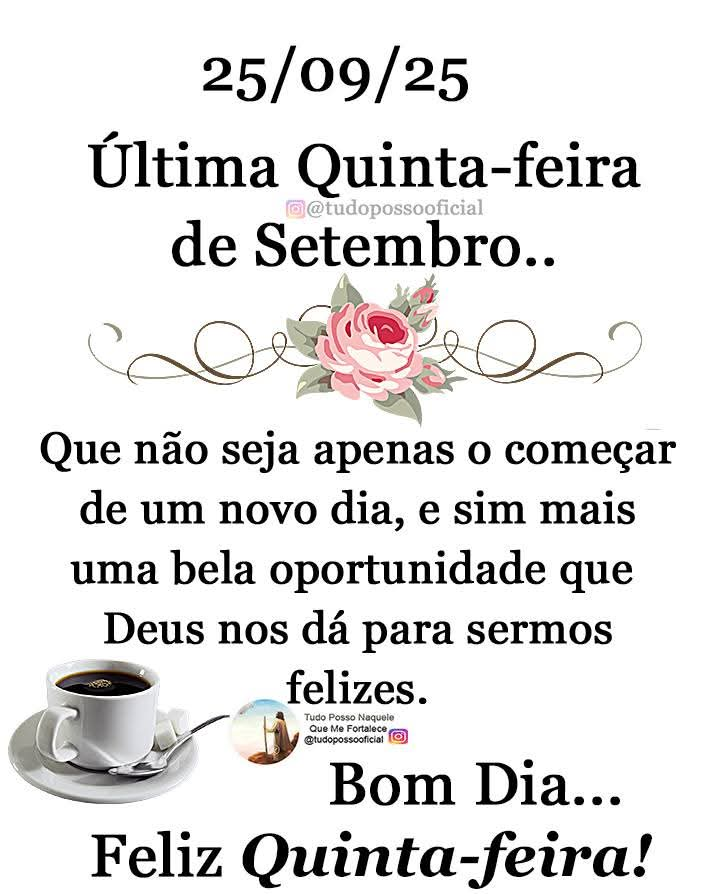 25/09/25
Última Quinta-feira
@tudopossooficial
de Setembro..
Que não seja apenas o começar
de um novo dia, e sim mais
uma bela oportunidade que
Deus nos dá para sermos
felizes.
Tudo Posso Naquele
Que Me Fortalece
@tudopossooficial
Bom Dia...
Feliz Quinta-feira!